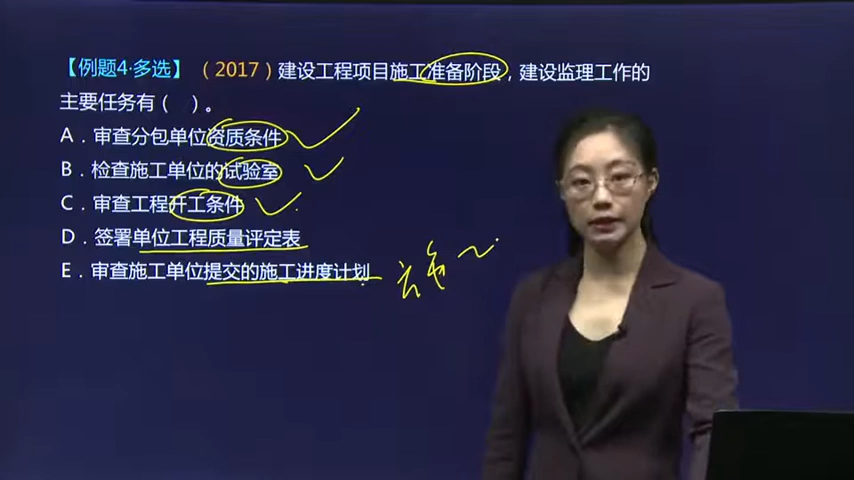 【例题4·多选】（2017）建设工程项目施工准备阶段，建设监理工作的
主要任务有（ ）。
A．审查分包单位资质条件
B．检查施工单位的试验室
C．审查工程开工条件
D．签署单位工程质量评定表
E．审查施工单位提交的施工进度计划